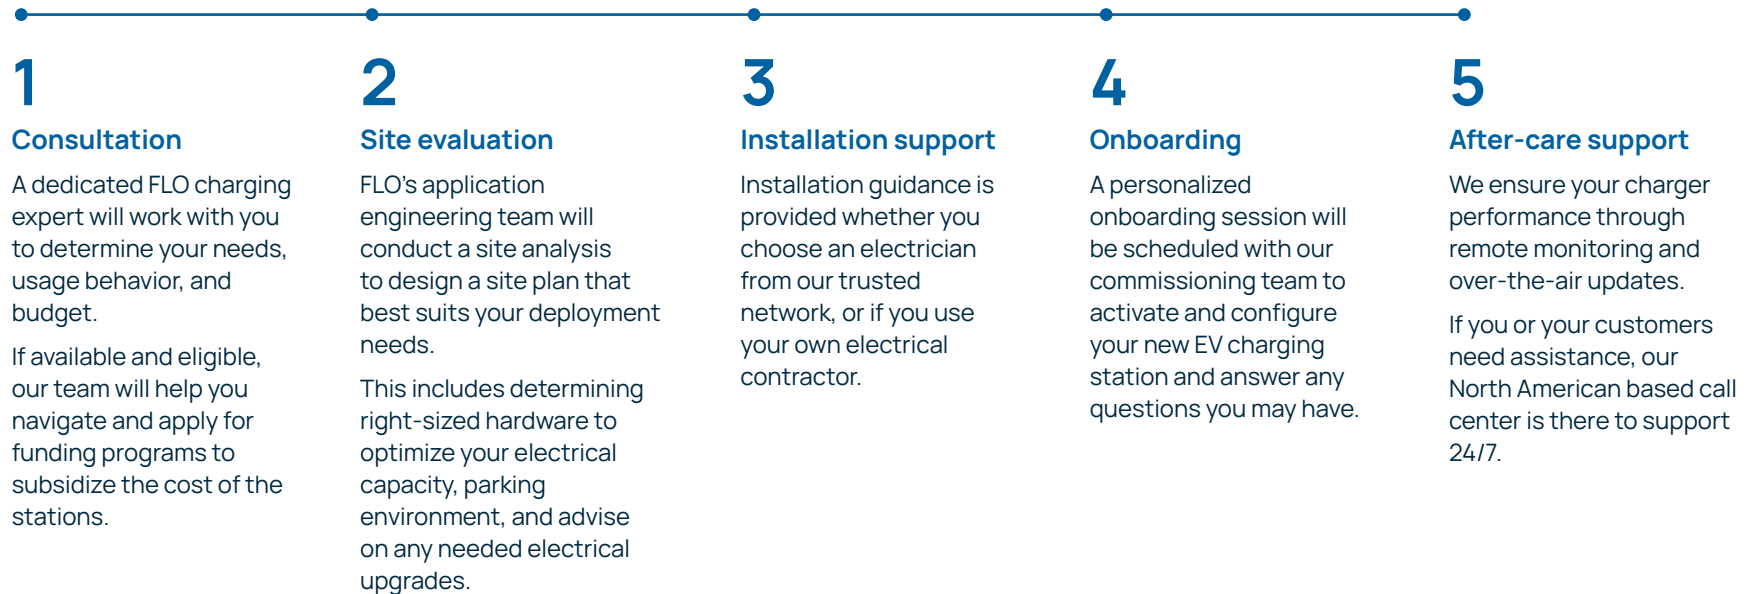 1
Consultation
A dedicated FLO charging
expert will work with you
to determine your needs,
usage behavior, and
budget.
If available and eligible,
our team will help you
navigate and apply for
funding programs to
subsidize the cost of the
stations.
2
Site evaluation
FLO’s application
engineering team will
conduct a site analysis
to design a site plan that
best suits your deployment
needs.
This includes determining
right-sized hardware to
optimize your electrical
capacity, parking
environment, and advise
on any needed electrical
upgrades.
3
Installation support
Installation guidance is
provided whether you
choose an electrician
from our trusted
network, or if you use
your own electrical
contractor.
4
Onboarding
A personalized
onboarding session will
be scheduled with our
commissioning team to
activate and configure
your new EV charging
station and answer any
questions you may have.
5
After-care support
We ensure your charger
performance through
remote monitoring and
over-the-air updates.
If you or your customers
need assistance, our
North American based call
center is there to support
24/7.